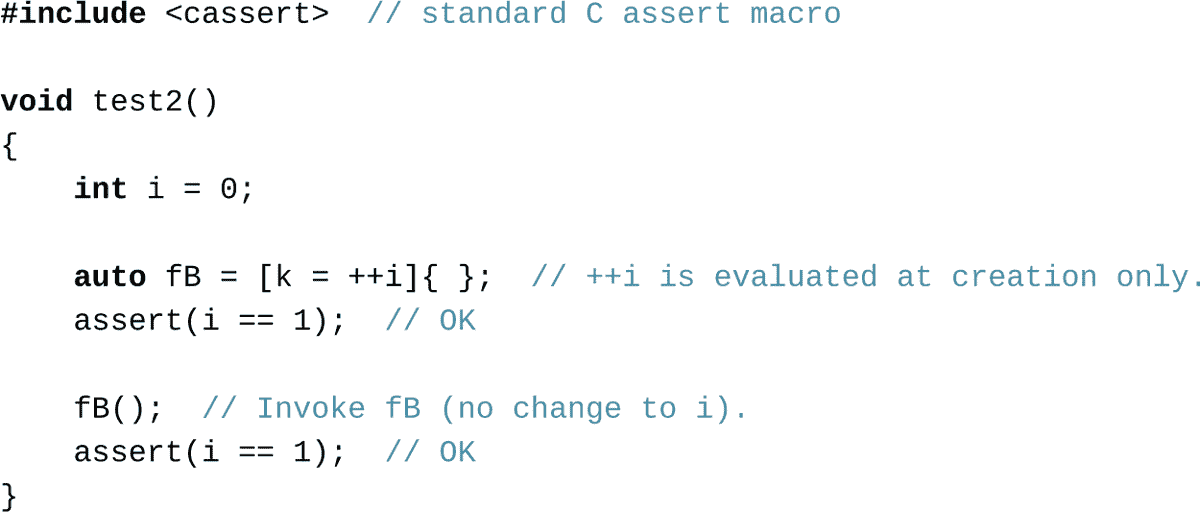 #include <cassert>  // standard C assert macro

void test2()
{
    int i = 0;

    auto fB = [k = ++i]{ };  // ++i is evaluated at creation only.
    assert(i == 1);  // OK

    fB();  // Invoke fB (no change to i).
    assert(i == 1);  // OK
}